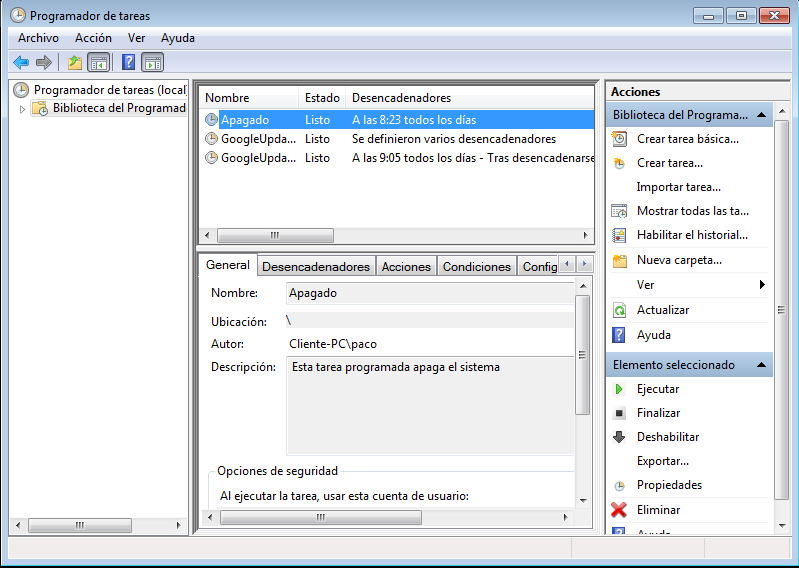 Programador de tareas
Archivo Acción Ver Ayuda
Programador de tareas (local)
Biblioteca del Programad
Nombre Estado Desencadenadores
Apagado Listo A las 8:23 todos los días
GoogleUpda... Listo Se definieron varios desencadenadores
GoogleUpda... Listo A las 9:05 todos los días - Tras desencadenarse
General Desencadenadores Acciones Condiciones Config
Nombre: Apagado
Ubicación: \
Autor: Cliente-PC\paco
Descripción: Esta tarea programada apaga el sistema
Opciones de seguridad
Al ejecutar la tarea, usar esta cuenta de usuario:
Acciones
Biblioteca del Programa...
Crear tarea básica...
Crear tarea...
Importar tarea...
Mostrar todas las ta...
Habilitar el historial...
Nueva carpeta...
Ver
Actualizar
Ayuda
Elemento seleccionado
Ejecutar
Finalizar
Deshabilitar
Exportar...
Propiedades
Eliminar
Ayuda